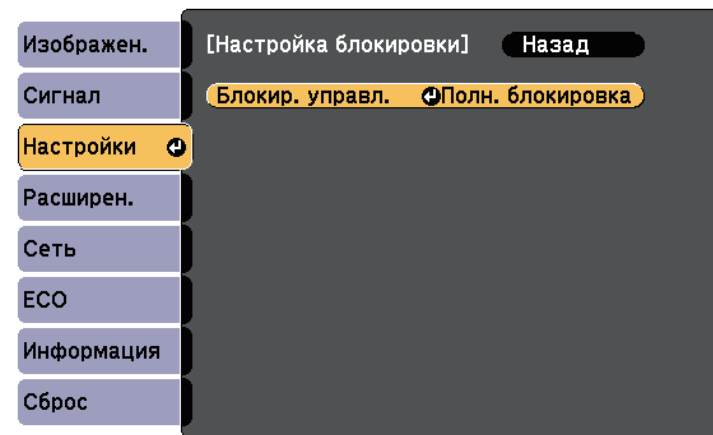 Изображен.
Сигнал
Настройки
Расширен.
Сеть
ECO
Информация
Сброс
[Настройка блокировки] Назад
Блокир. управл. Полн. блокировка